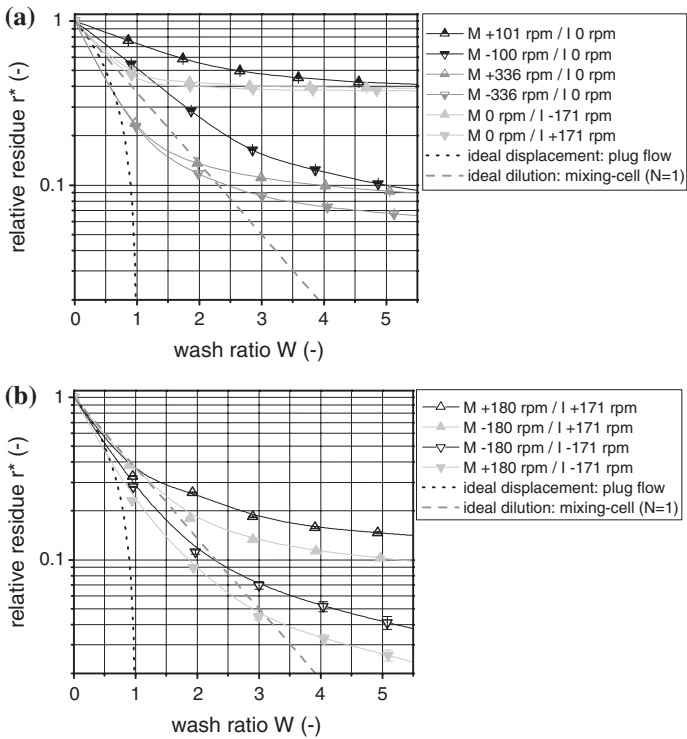 (a)
relative residue r* (-)
1
0.1
0
1
2
3
4
5
wash ratio W (-)
M +101 rpm / I 0 rpm
M -100 rpm / I 0 rpm
M +336 rpm / I 0 rpm
M -336 rpm / I 0 rpm
M 0 rpm / I -171 rpm
M 0 rpm / I +171 rpm
ideal displacement: plug flow
ideal dilution: mixing-cell (N=1)
(b)
relative residue r* (-)
1
0.1
0
1
2
3
4
5
wash ratio W (-)
M +180 rpm / I +171 rpm
M -180 rpm / I +171 rpm
M -180 rpm / I -171 rpm
M +180 rpm / I -171 rpm
ideal displacement: plug flow
ideal dilution: mixing-cell (N=1)